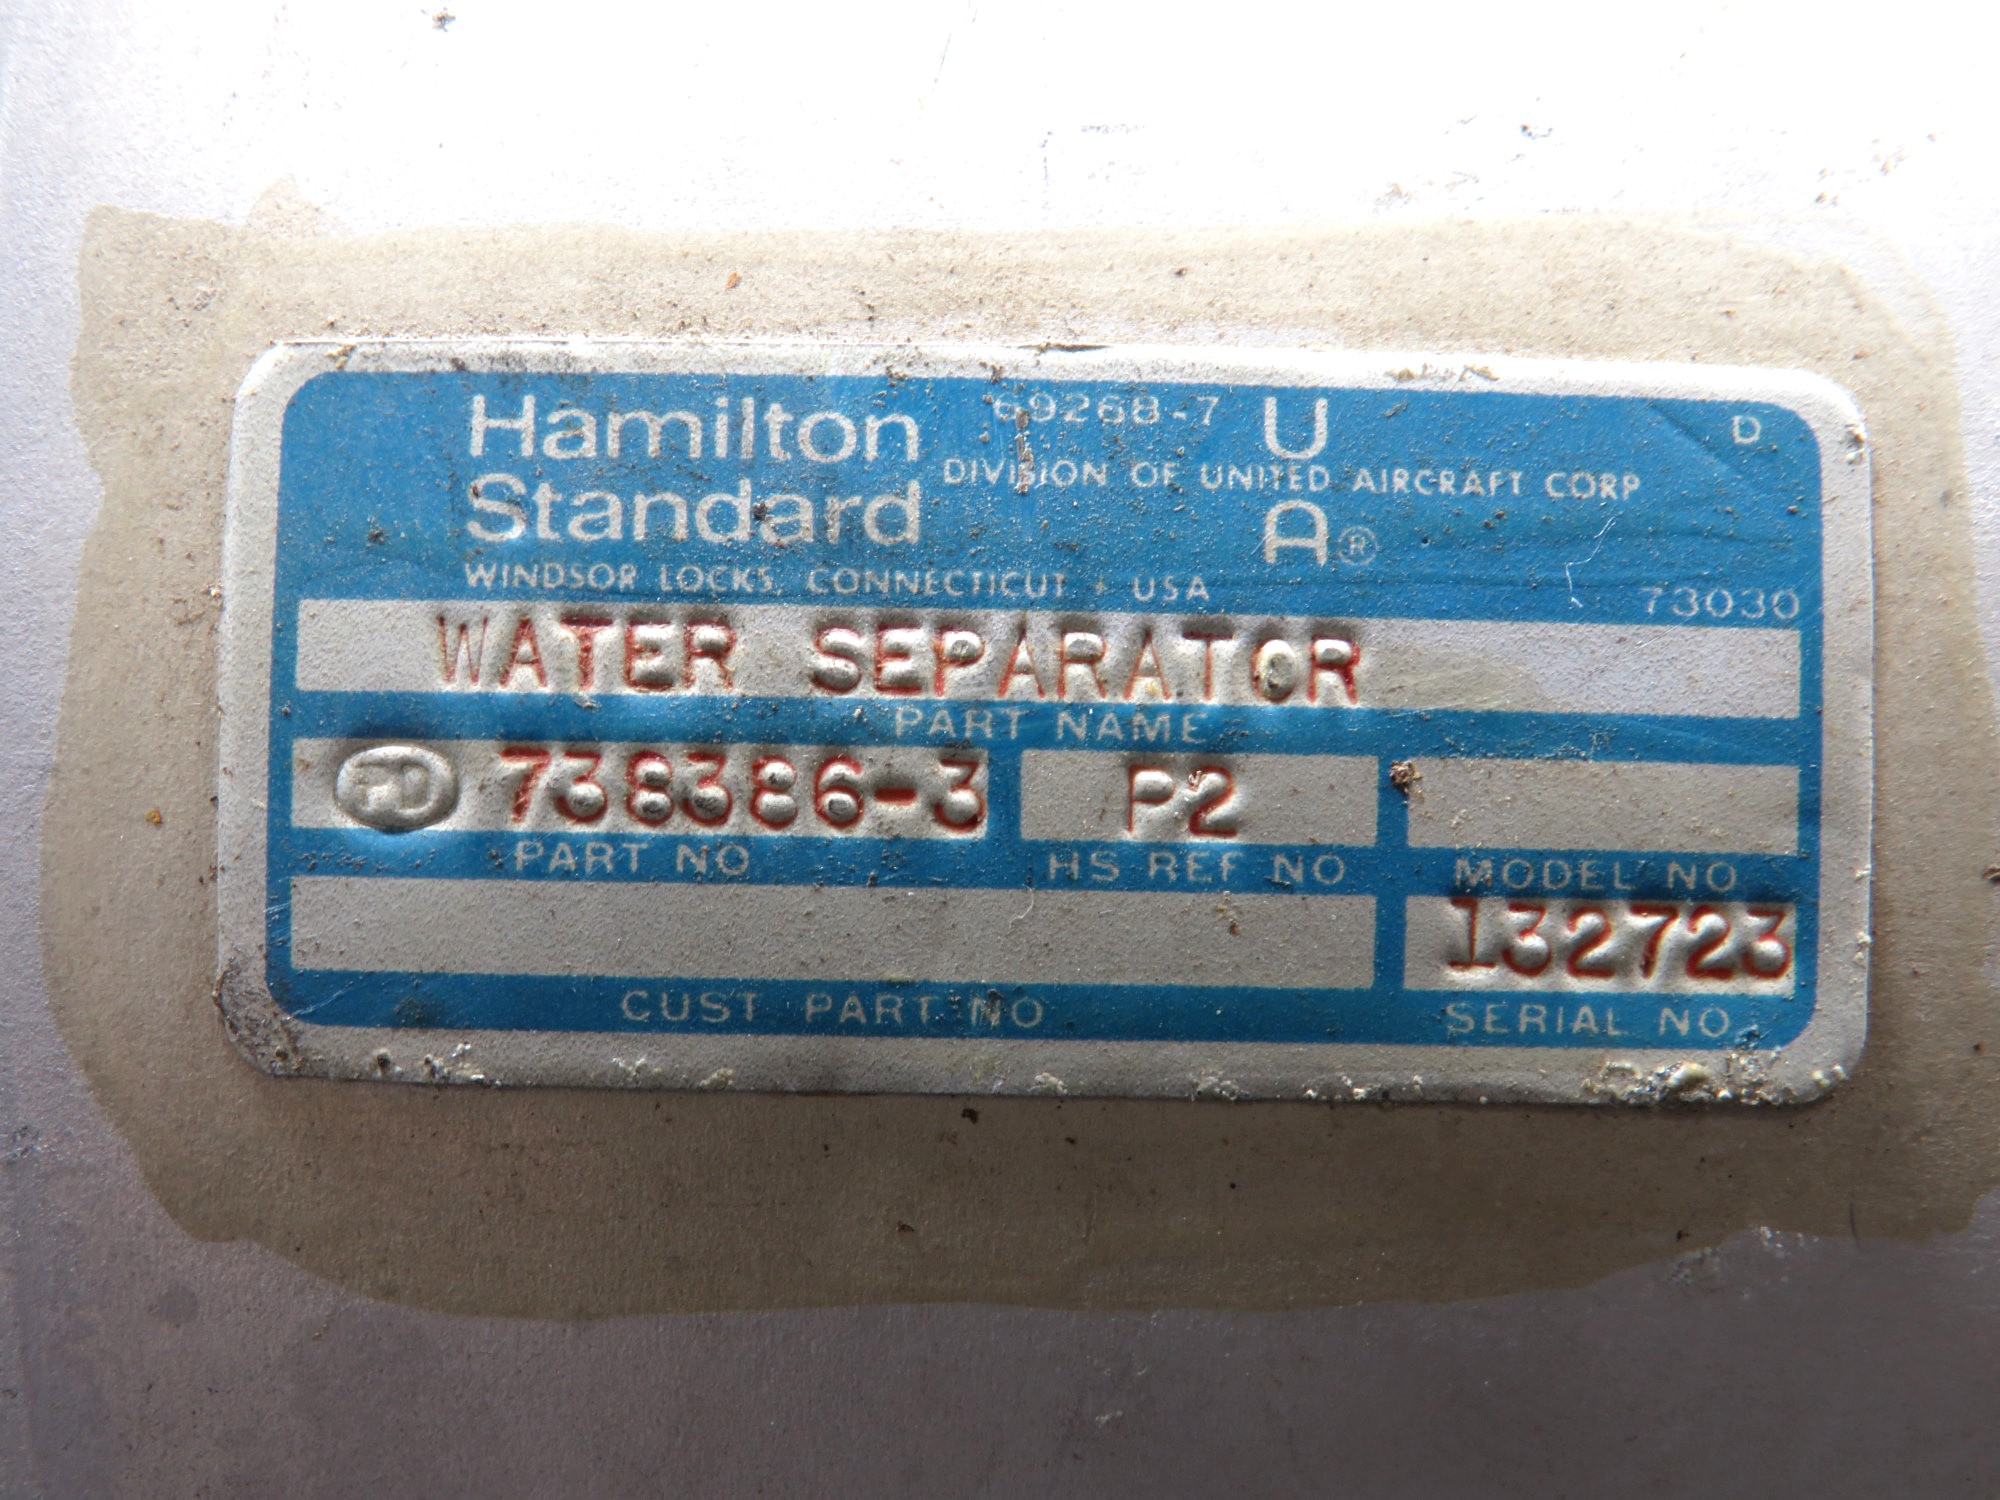 Hamilton 69268-7 U D
Standard DIVISION OF UNITED AIRCRAFT CORP
A ®
WINDSOR LOCKS, CONNECTICUT • USA
73030
WATER SEPARATOR
PART NAME
PD 738386-3 P2
PART NO HS REF NO MODEL NO
132723
CUST PART NO SERIAL NO